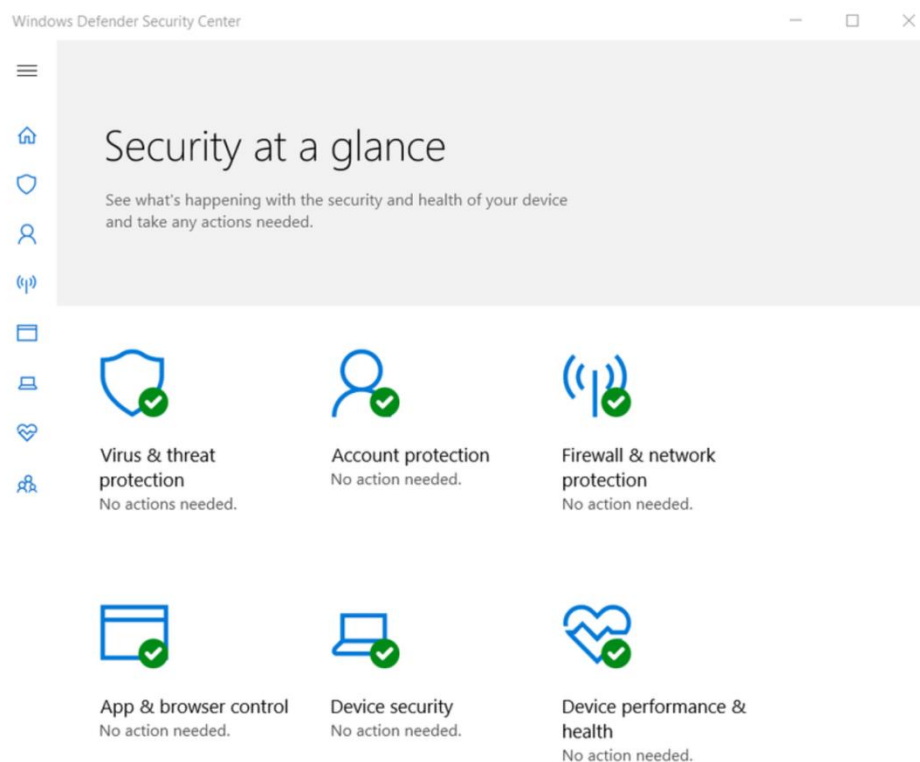 Windows Defender Security Center
Security at a glance
See what's happening with the security and health of your device
and take any actions needed.
Virus & threat
protection
No actions needed.
Account protection
No action needed.
Firewall & network
protection
No action needed.
App & browser control
No action needed.
Device security
No action needed.
Device performance &
health
No action needed.